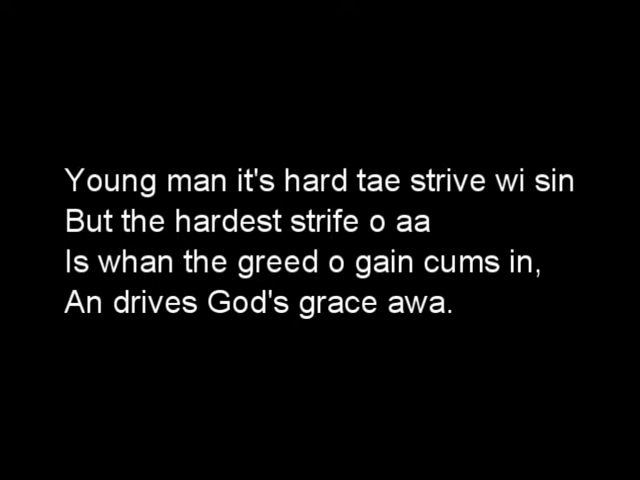 Young man it's hard tae strive wi sin
But the hardest strife o aa
Is whan the greed o gain cums in,
An drives God's grace awa.